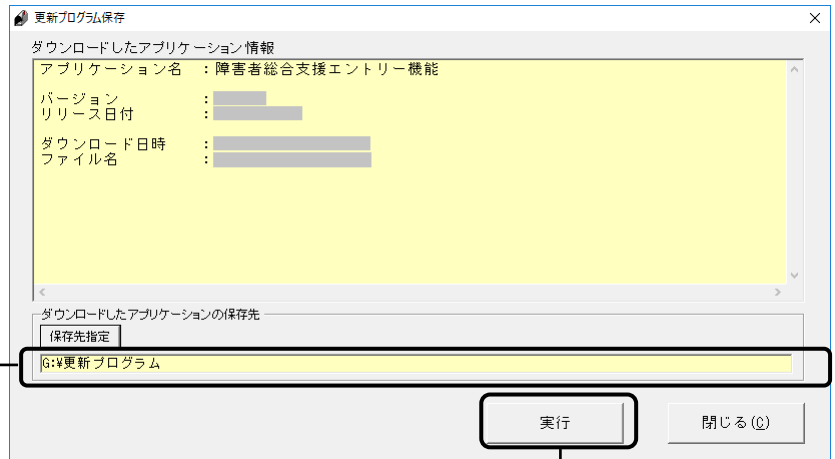 更新プログラム保存
ダウンロードしたアプリケーション情報
アプリケーション名 ：障害者総合支援エントリー機能
バージョン ：
リリース日付 ：
ダウンロード日時 ：
ファイル名 ：
ダウンロードしたアプリケーションの保存先
保存先指定
G:¥更新プログラム
実行 閉じる(C)